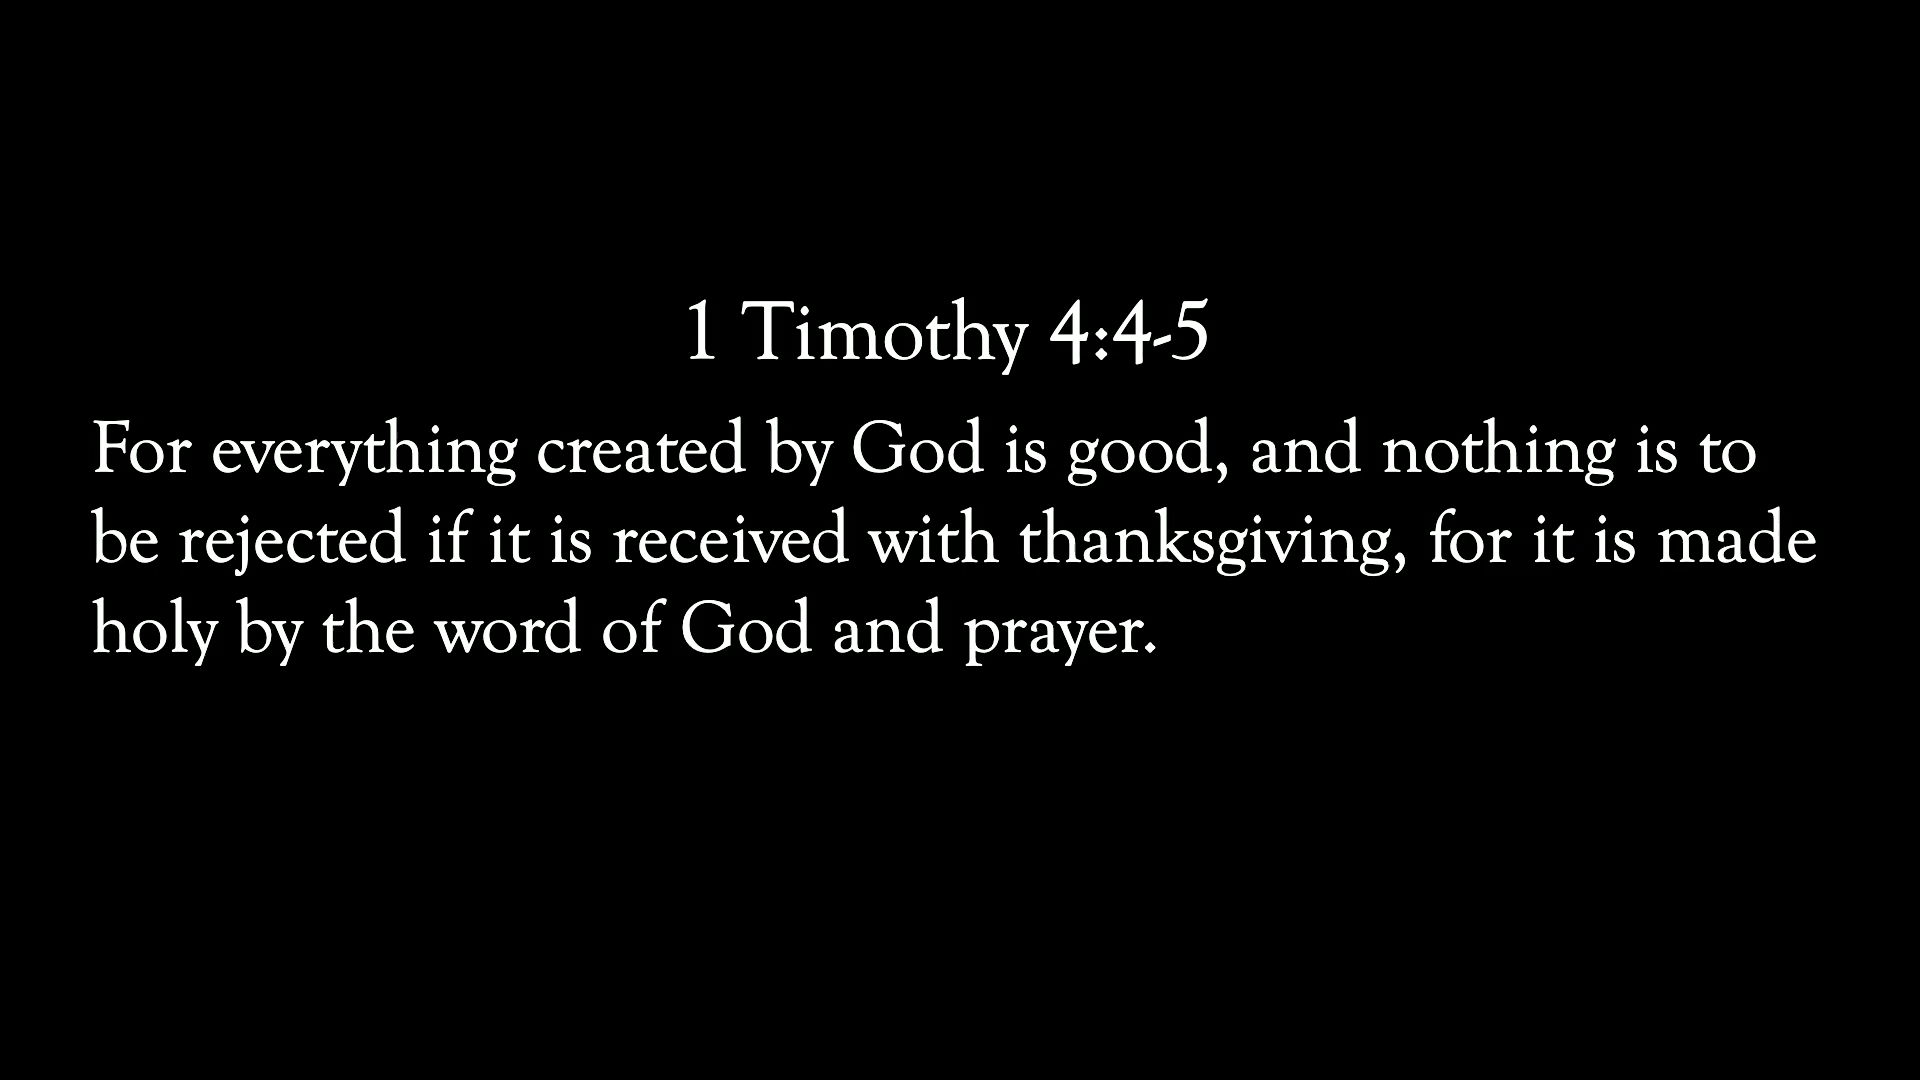 1 Timothy 4:4-5
For everything created by God is good, and nothing is to
be rejected if it is received with thanksgiving, for it is made
holy by the word of God and prayer.